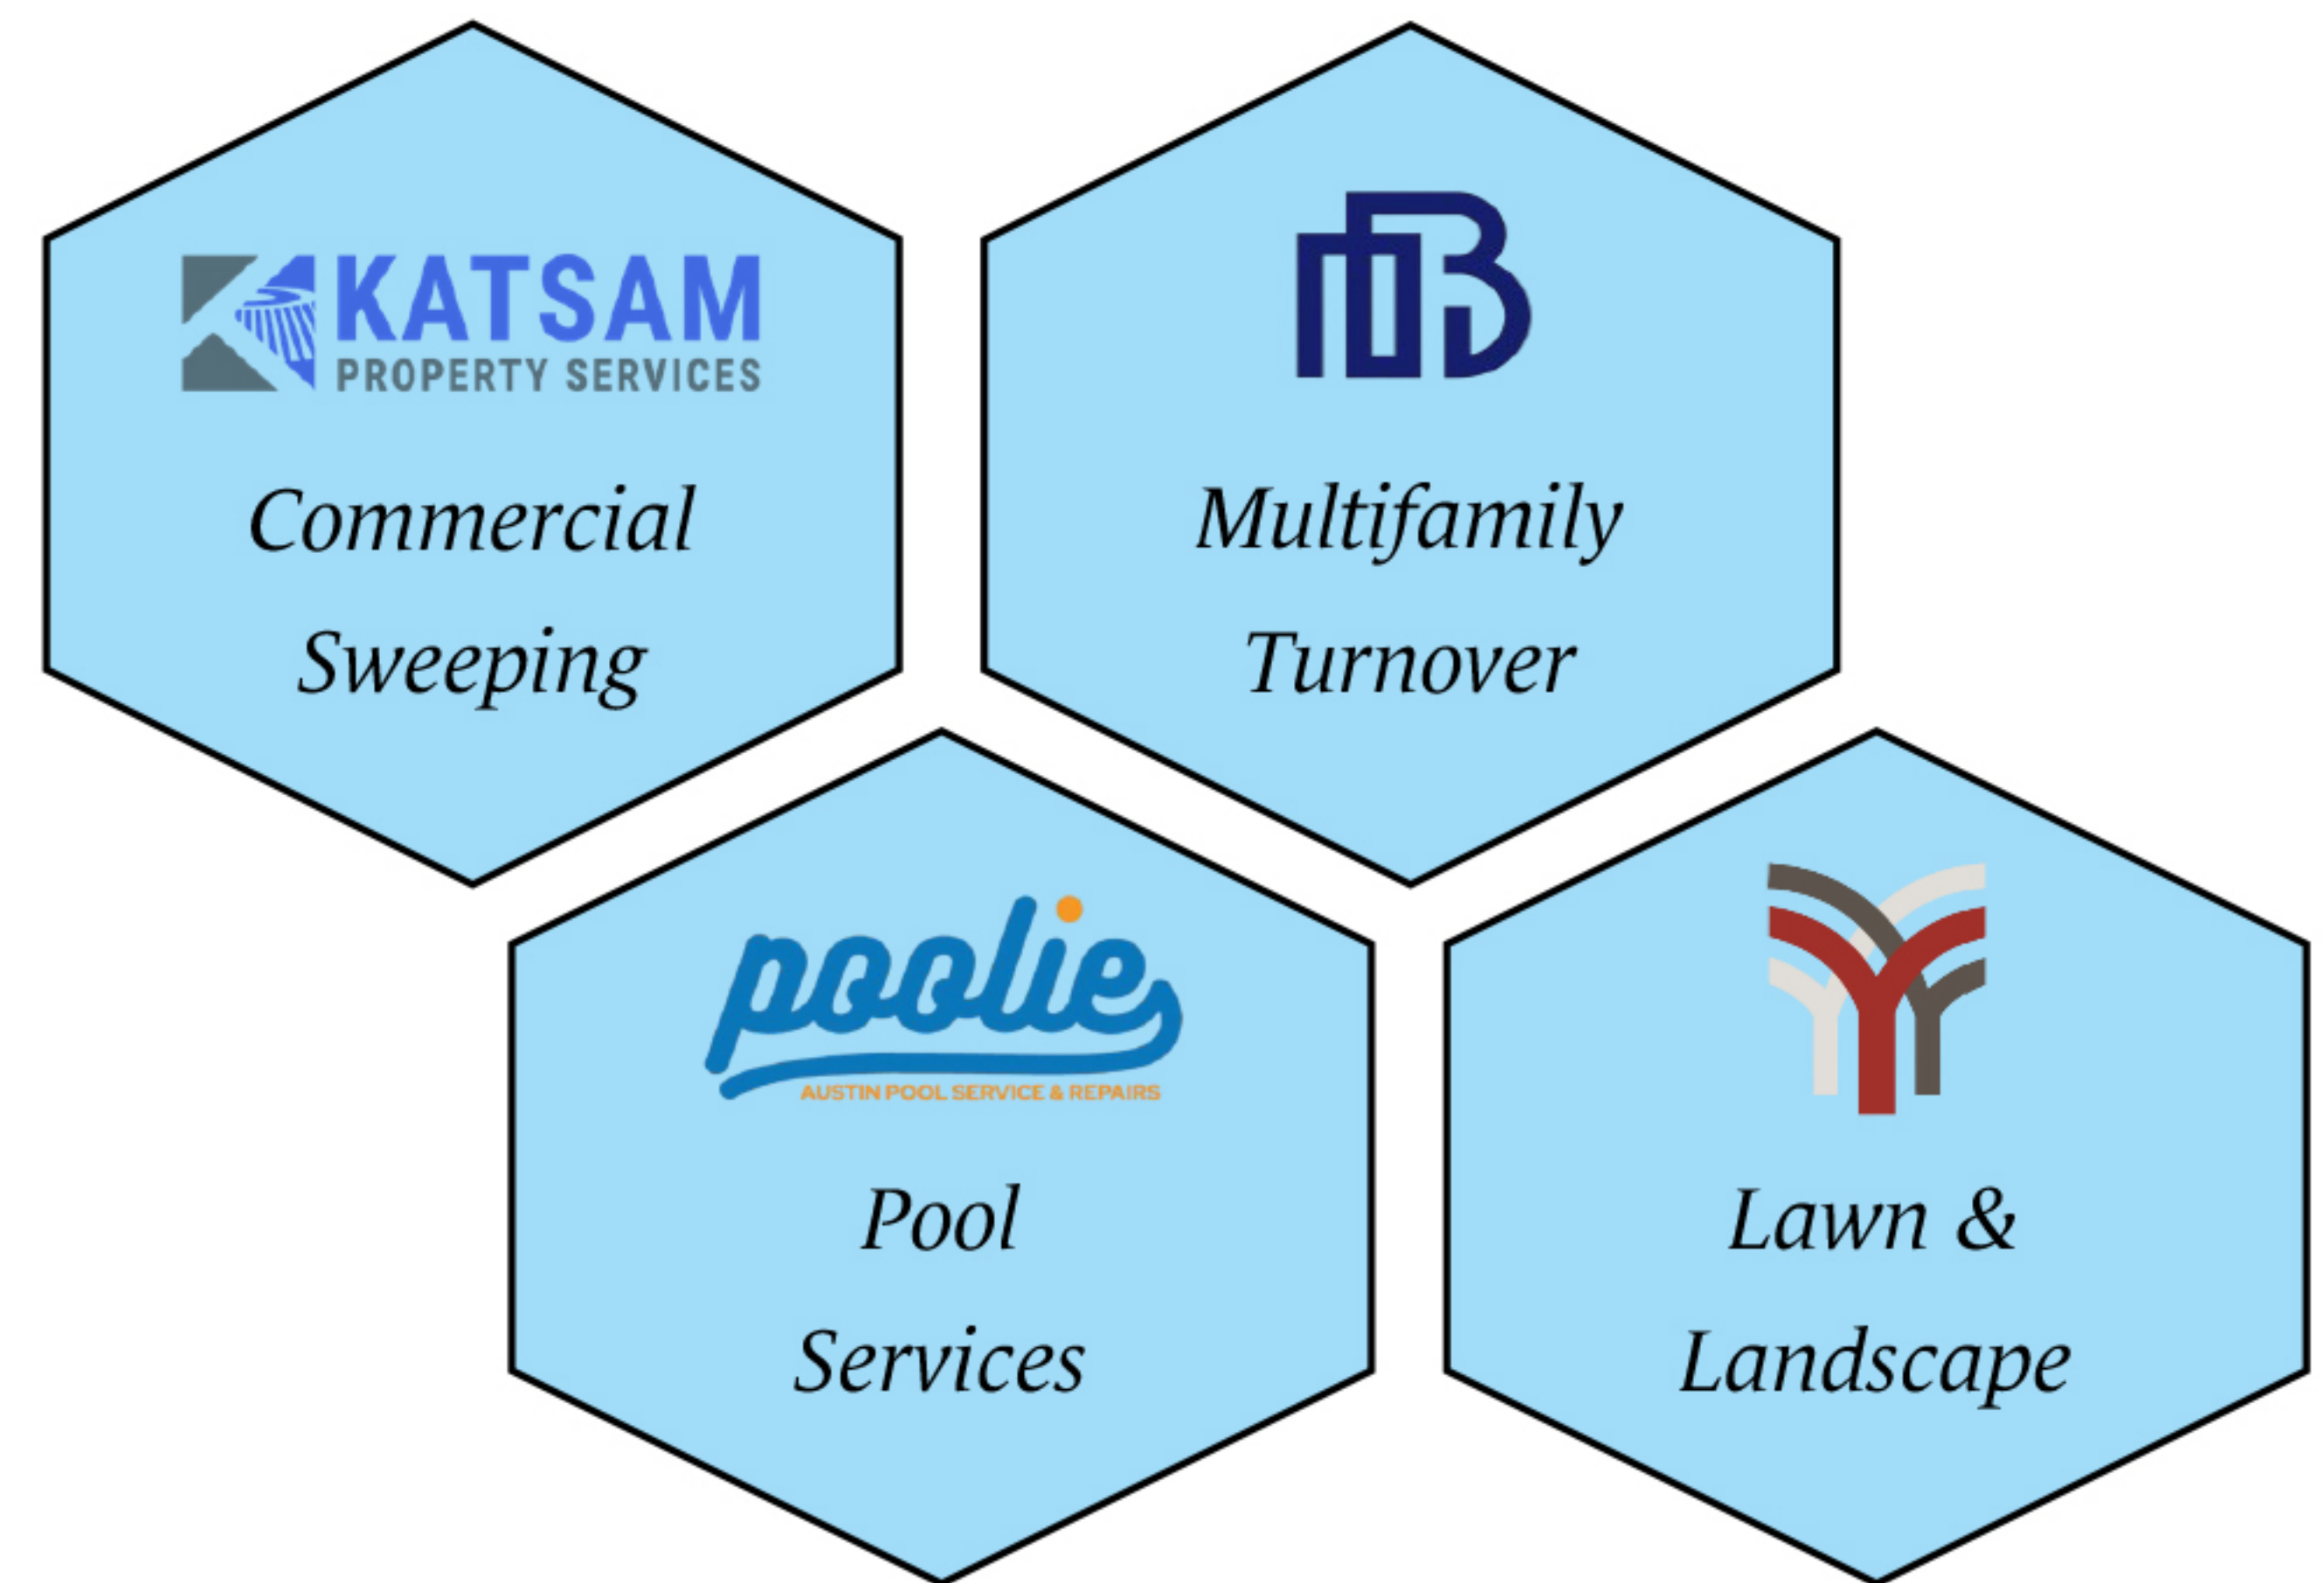 KATSAM
PROPERTY SERVICES
Commercial
Sweeping
Multifamily
Turnover
poolie
AUSTIN POOL SERVICE & REPAIRS
Pool
Services
Lawn &
Landscape